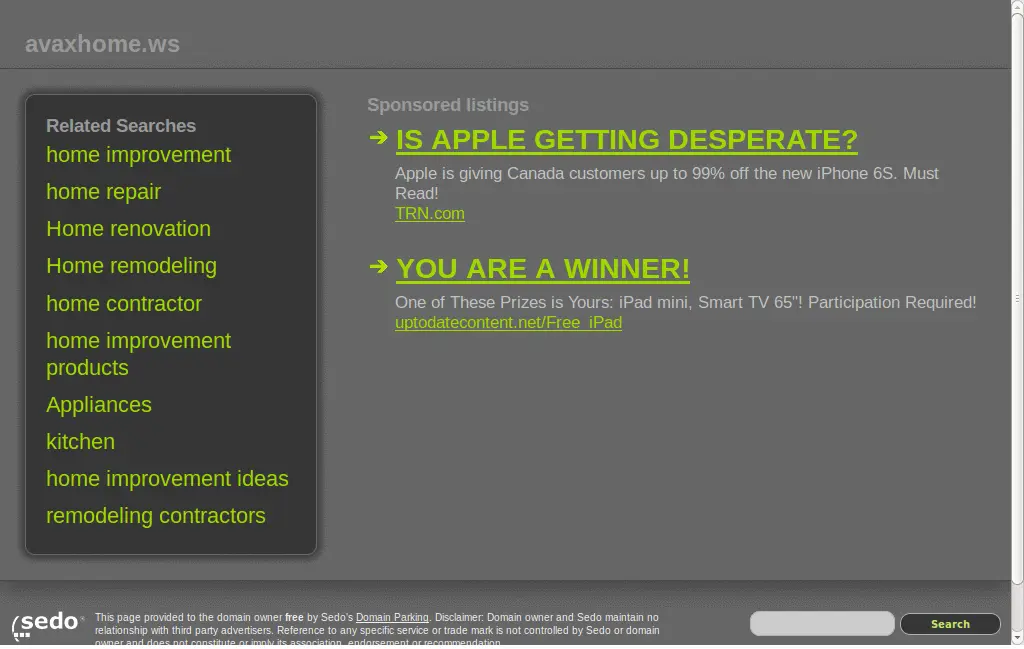 avaxhome.ws
Related Searches
home improvement
home repair
Home renovation
Home remodeling
home contractor
home improvement
products
Appliances
kitchen
home improvement ideas
remodeling contractors
Sponsored listings
IS APPLE GETTING DESPERATE?
Apple is giving Canada customers up to 99% off the new iPhone 6S. Must
Read!
TRN.com
YOU ARE A WINNER!
One of These Prizes is Yours: iPad mini, Smart TV 65"! Participation Required!
uptodatecontent.net/Free_iPad
sedo
This page provided to the domain owner free by Sedo's Domain Parking. Disclaimer: Domain owner and Sedo maintain no
relationship with third party advertisers. Reference to any specific service or trade mark is not controlled by Sedo or domain
owner and does not constitute or imply its association, endorsement or recommendation.
Search